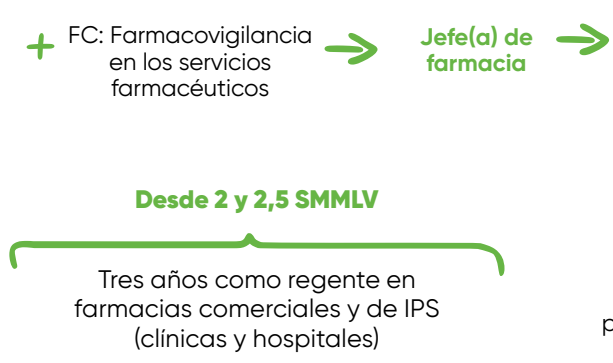 + FC: Farmacovigilancia
en los servicios
farmacéuticos
Jefe(a) de
farmacia
Desde 2 y 2,5 SMMLV
Tres años como regente en
farmacias comerciales y de IPS
(clínicas y hospitales)
p